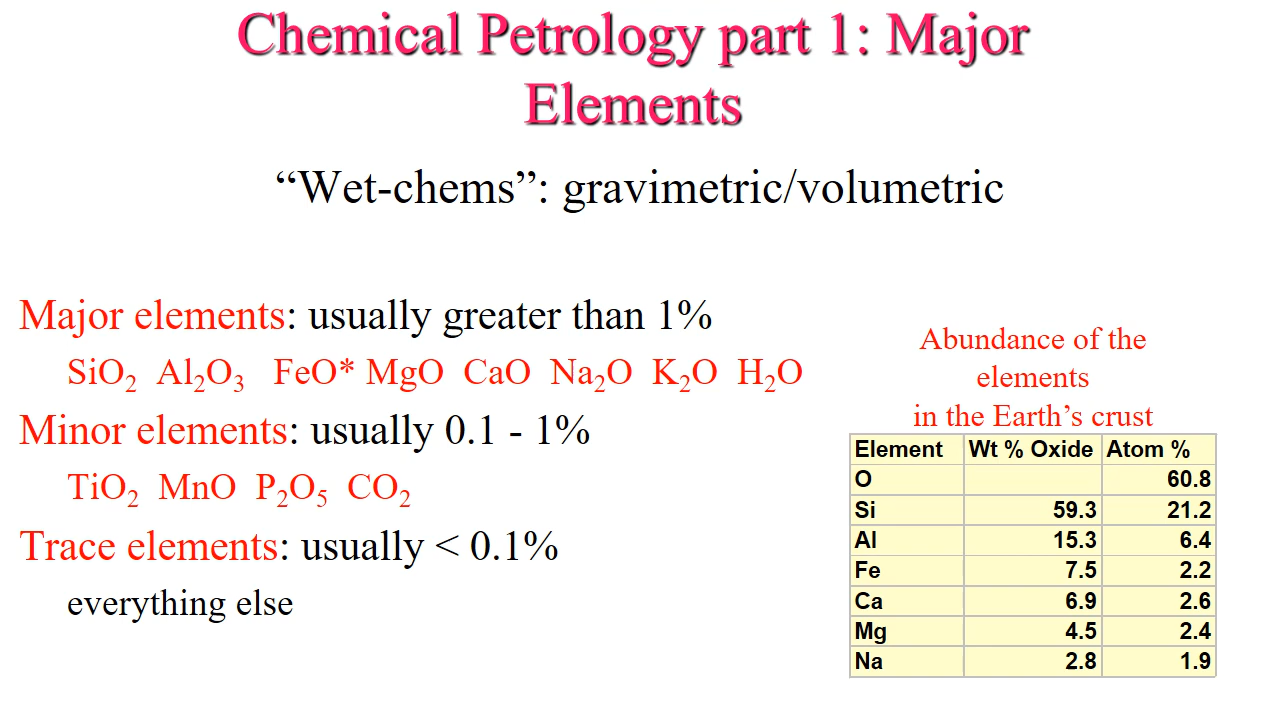 Chemical Petrology part 1: Major
Elements
“Wet-chems”: gravimetric/volumetric
Major elements: usually greater than 1%
SiO₂ Al₂O₃ FeO* MgO CaO Na₂O K₂O H₂O
Minor elements: usually 0.1 - 1%
TiO₂ MnO P₂O₅ CO₂
Trace elements: usually < 0.1%
everything else
Abundance of the
elements
in the Earth’s crust
Element Wt % Oxide Atom %
O 60.8
Si 59.3 21.2
Al 15.3 6.4
Fe 7.5 2.2
Ca 6.9 2.6
Mg 4.5 2.4
Na 2.8 1.9